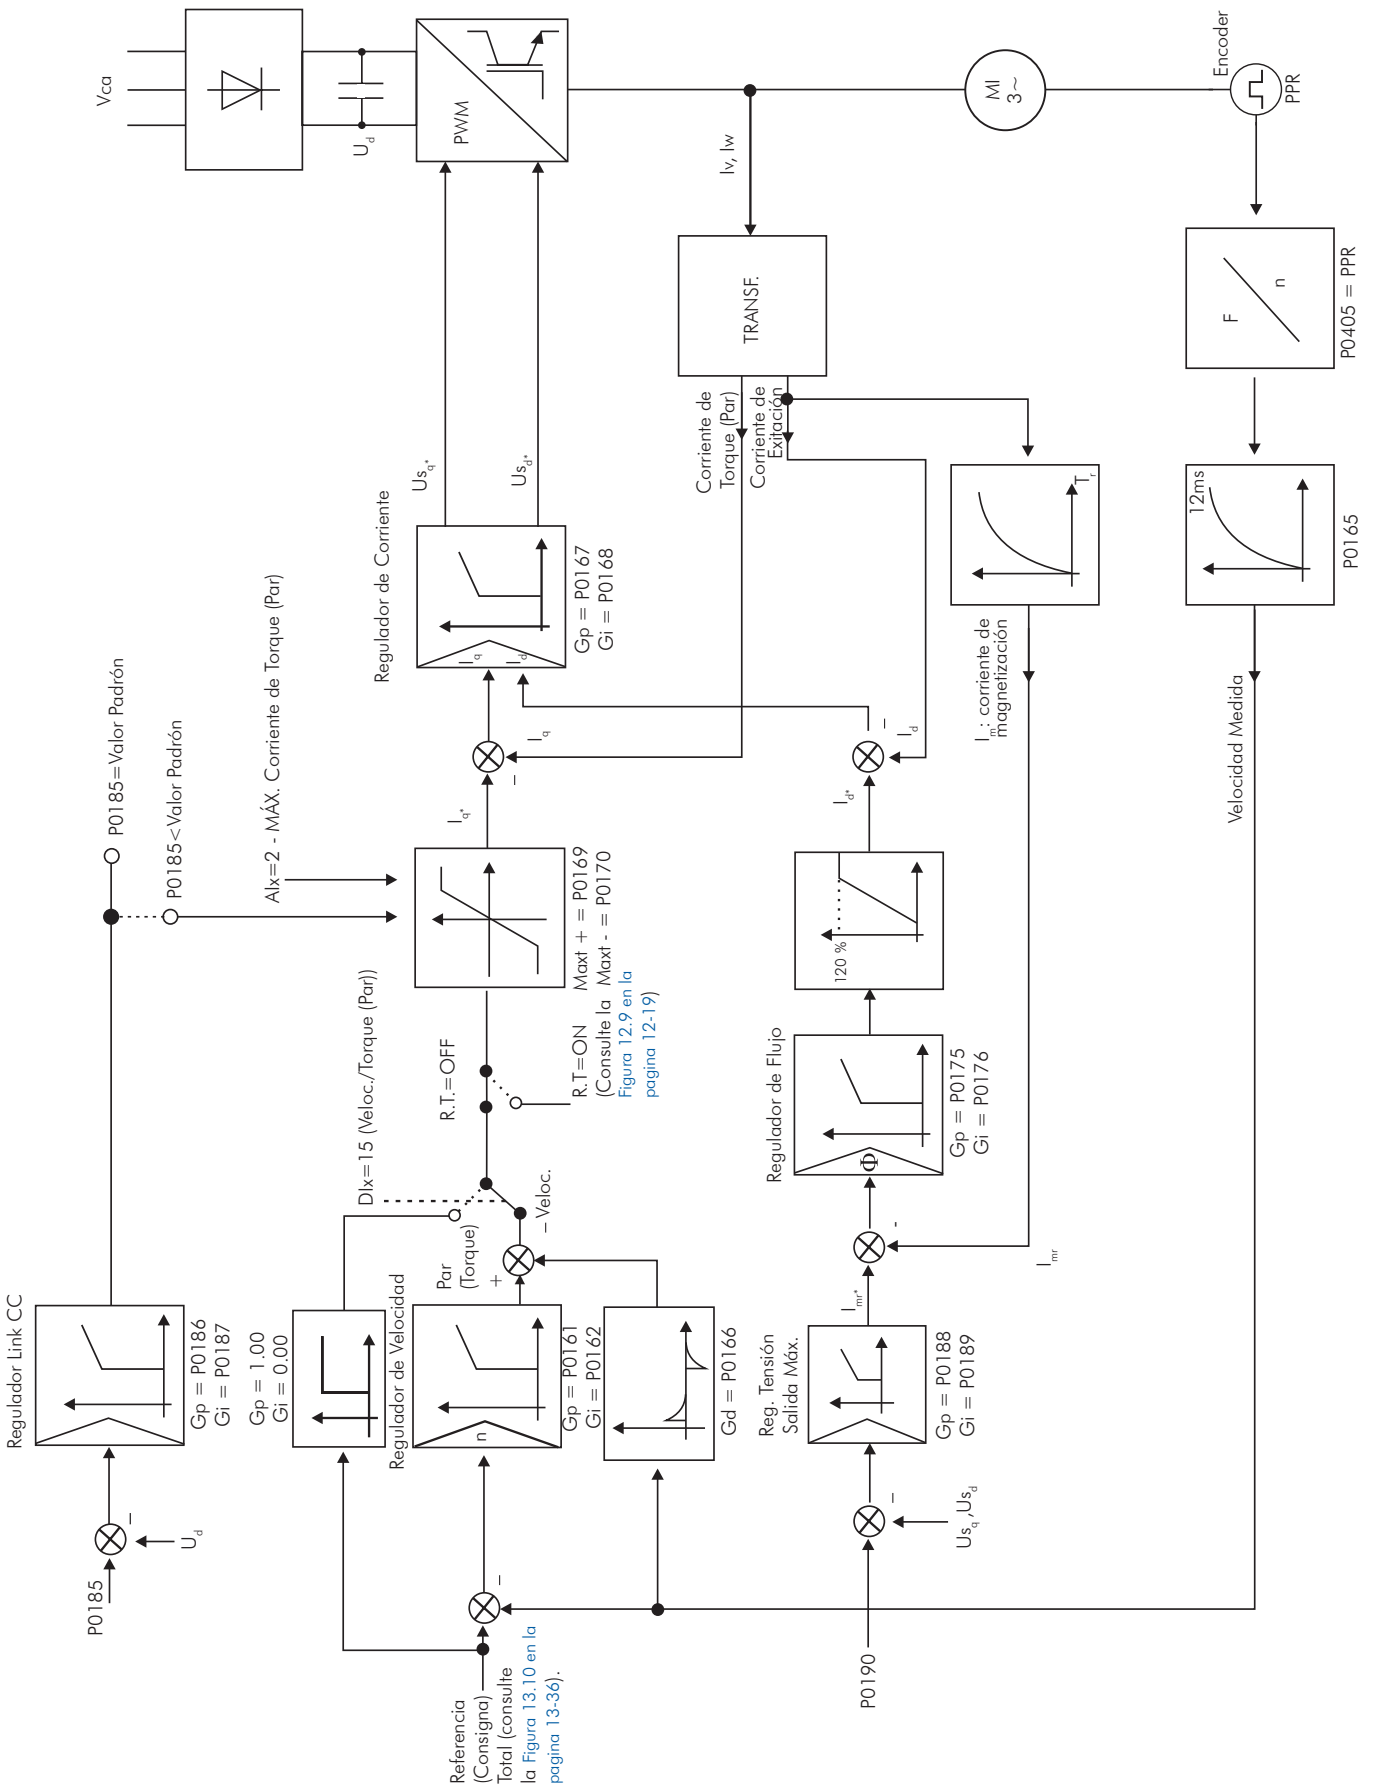 Regulador Link CC
P0185
–
U d
Gp = P0186
Gi = P0187
P0185=Valor Padrón
P0185<Valor Padrón
AIx=2 - MÁX. Corriente de Torque (Par)
Vca
U d
PWM
Gp = 1.00
Gi = 0.00
Regulador de Velocidad
Referencia
(Consigna)
Total (consulte
la Figura 13.10 en la
pagina 13-36).
–
n
Gp = P0161
Gi = P0162
Gd = P0166
Par
(Torque)
+
– Veloc.
DIx=15 (Veloc./Torque (Par))
R.T.=OFF
R.T=ON
(Consulte la
Figura 12.9 en la
pagina 12-19)
Maxt + = P0169
Maxt - = P0170
I q*
–
I q
Regulador de Corriente
I q
I d
Gp = P0167
Gi = P0168
Us q*
Us d*
Iv, Iw
TRANSF.
Corriente de
Torque (Par)
Corriente de
Exitación
MI
3~
Encoder
PPR
F
n
P0405 = PPR
12ms
P0165
Velocidad Medida
T r
I m : corriente de
magnetización
P0190
–
Us q ,Us d
Reg. Tensión
Salida Máx.
Gp = P0188
Gi = P0189
I mr*
-
I mr
Regulador de Flujo
Φ
Gp = P0175
Gi = P0176
120 %
I d*
–
I d